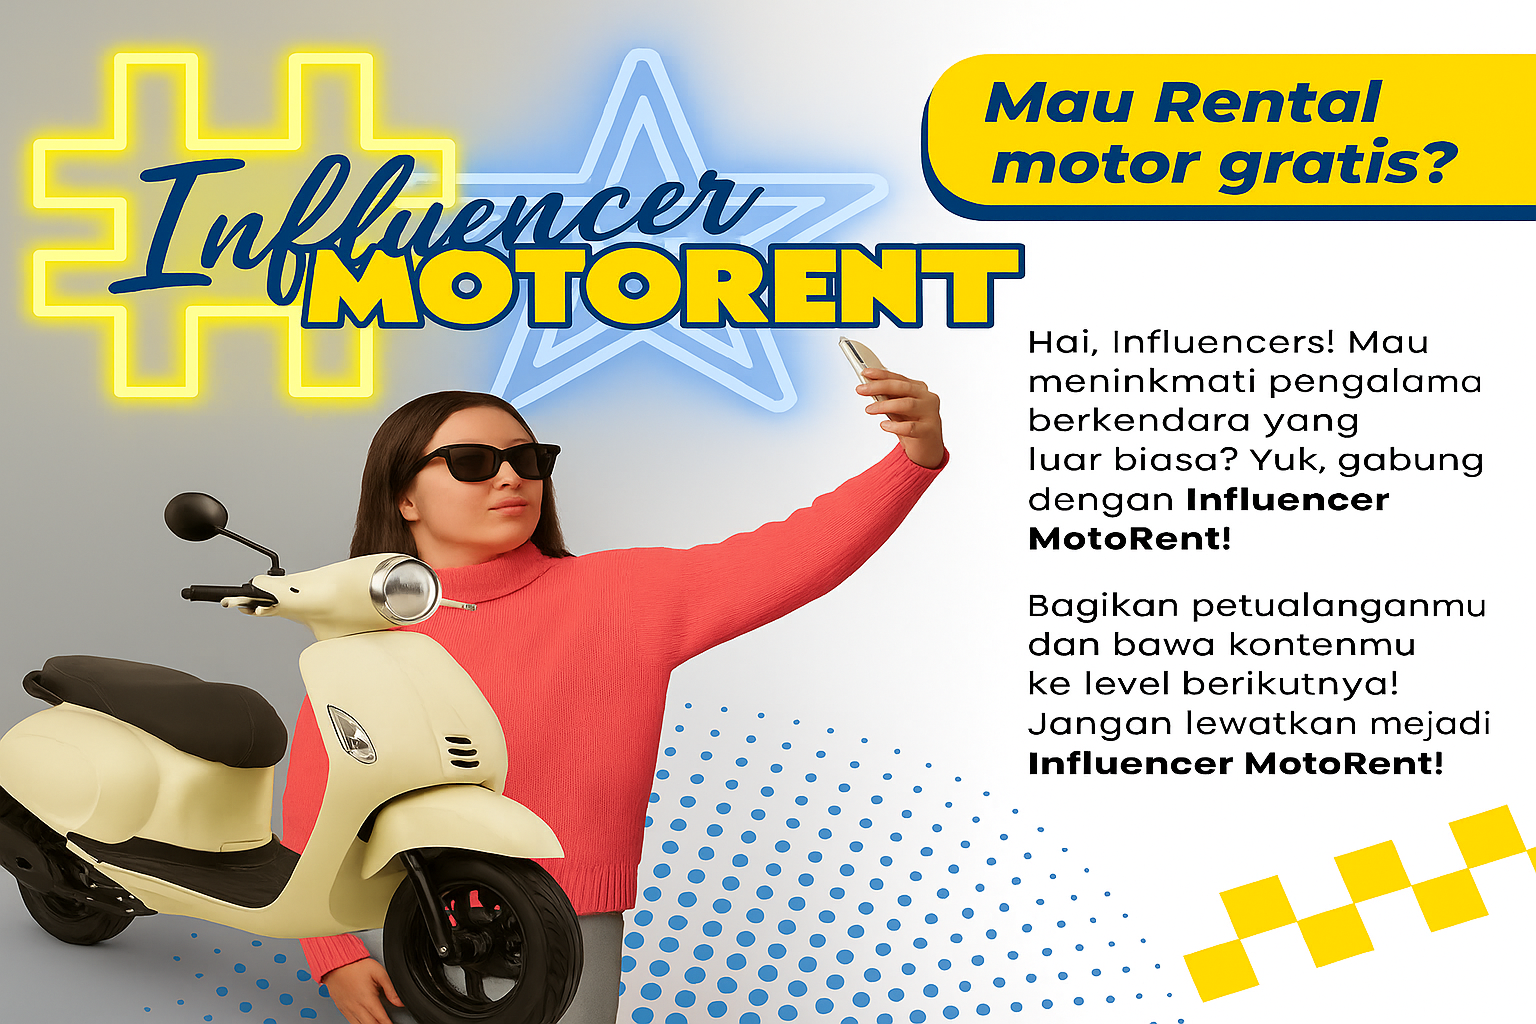 #Influencer
MOTORENT
Mau Rental
motor gratis?
Hai, Influencers! Mau
meninkmati pengalama
berkendara yang
luar biasa? Yuk, gabung
dengan Influencer
MotoRent!
Bagikan petualanganmu
dan bawa kontenmu
ke level berikutnya!
Jangan lewatkan mejadi
Influencer MotoRent!